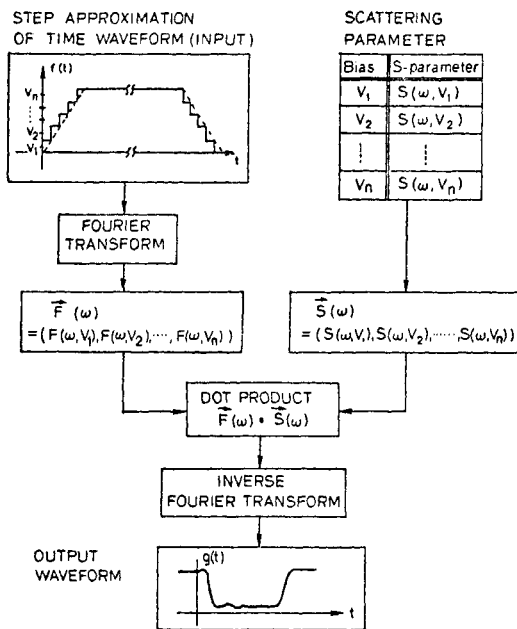 STEP APPROXIMATION
OF TIME WAVEFORM (INPUT)
f(t)
Vn
V2
V1
t
SCATTERING
PARAMETER
Bias S-parameter
V1 S(ω,V1)
V2 S(ω,V2)
Vn S(ω,Vn)
FOURIER
TRANSFORM
F(ω)
=(F(ω,V1),F(ω,V2),····,F(ω,Vn))
S(ω)
=(S(ω,V1),S(ω,V2),······,S(ω,Vn))
DOT PRODUCT
F(ω) • S(ω)
INVERSE
FOURIER TRANSFORM
OUTPUT
WAVEFORM
g(t)
t